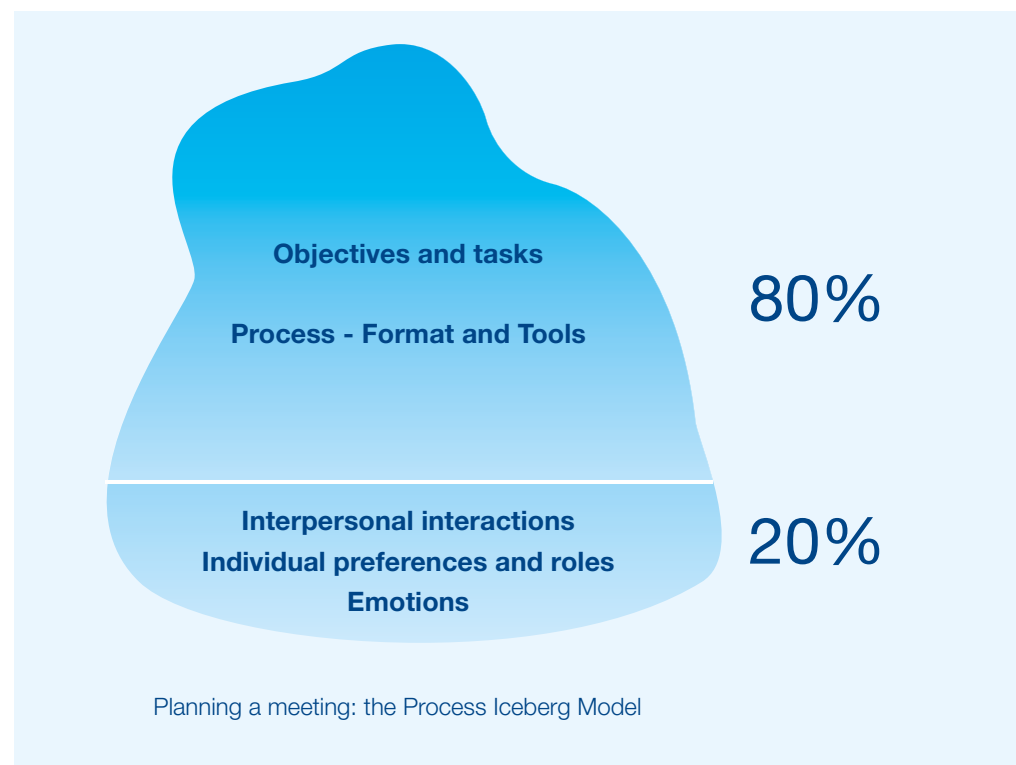 Objectives and tasks
Process - Format and Tools
80%
Interpersonal interactions
Individual preferences and roles
Emotions
20%
Planning a meeting: the Process Iceberg Model